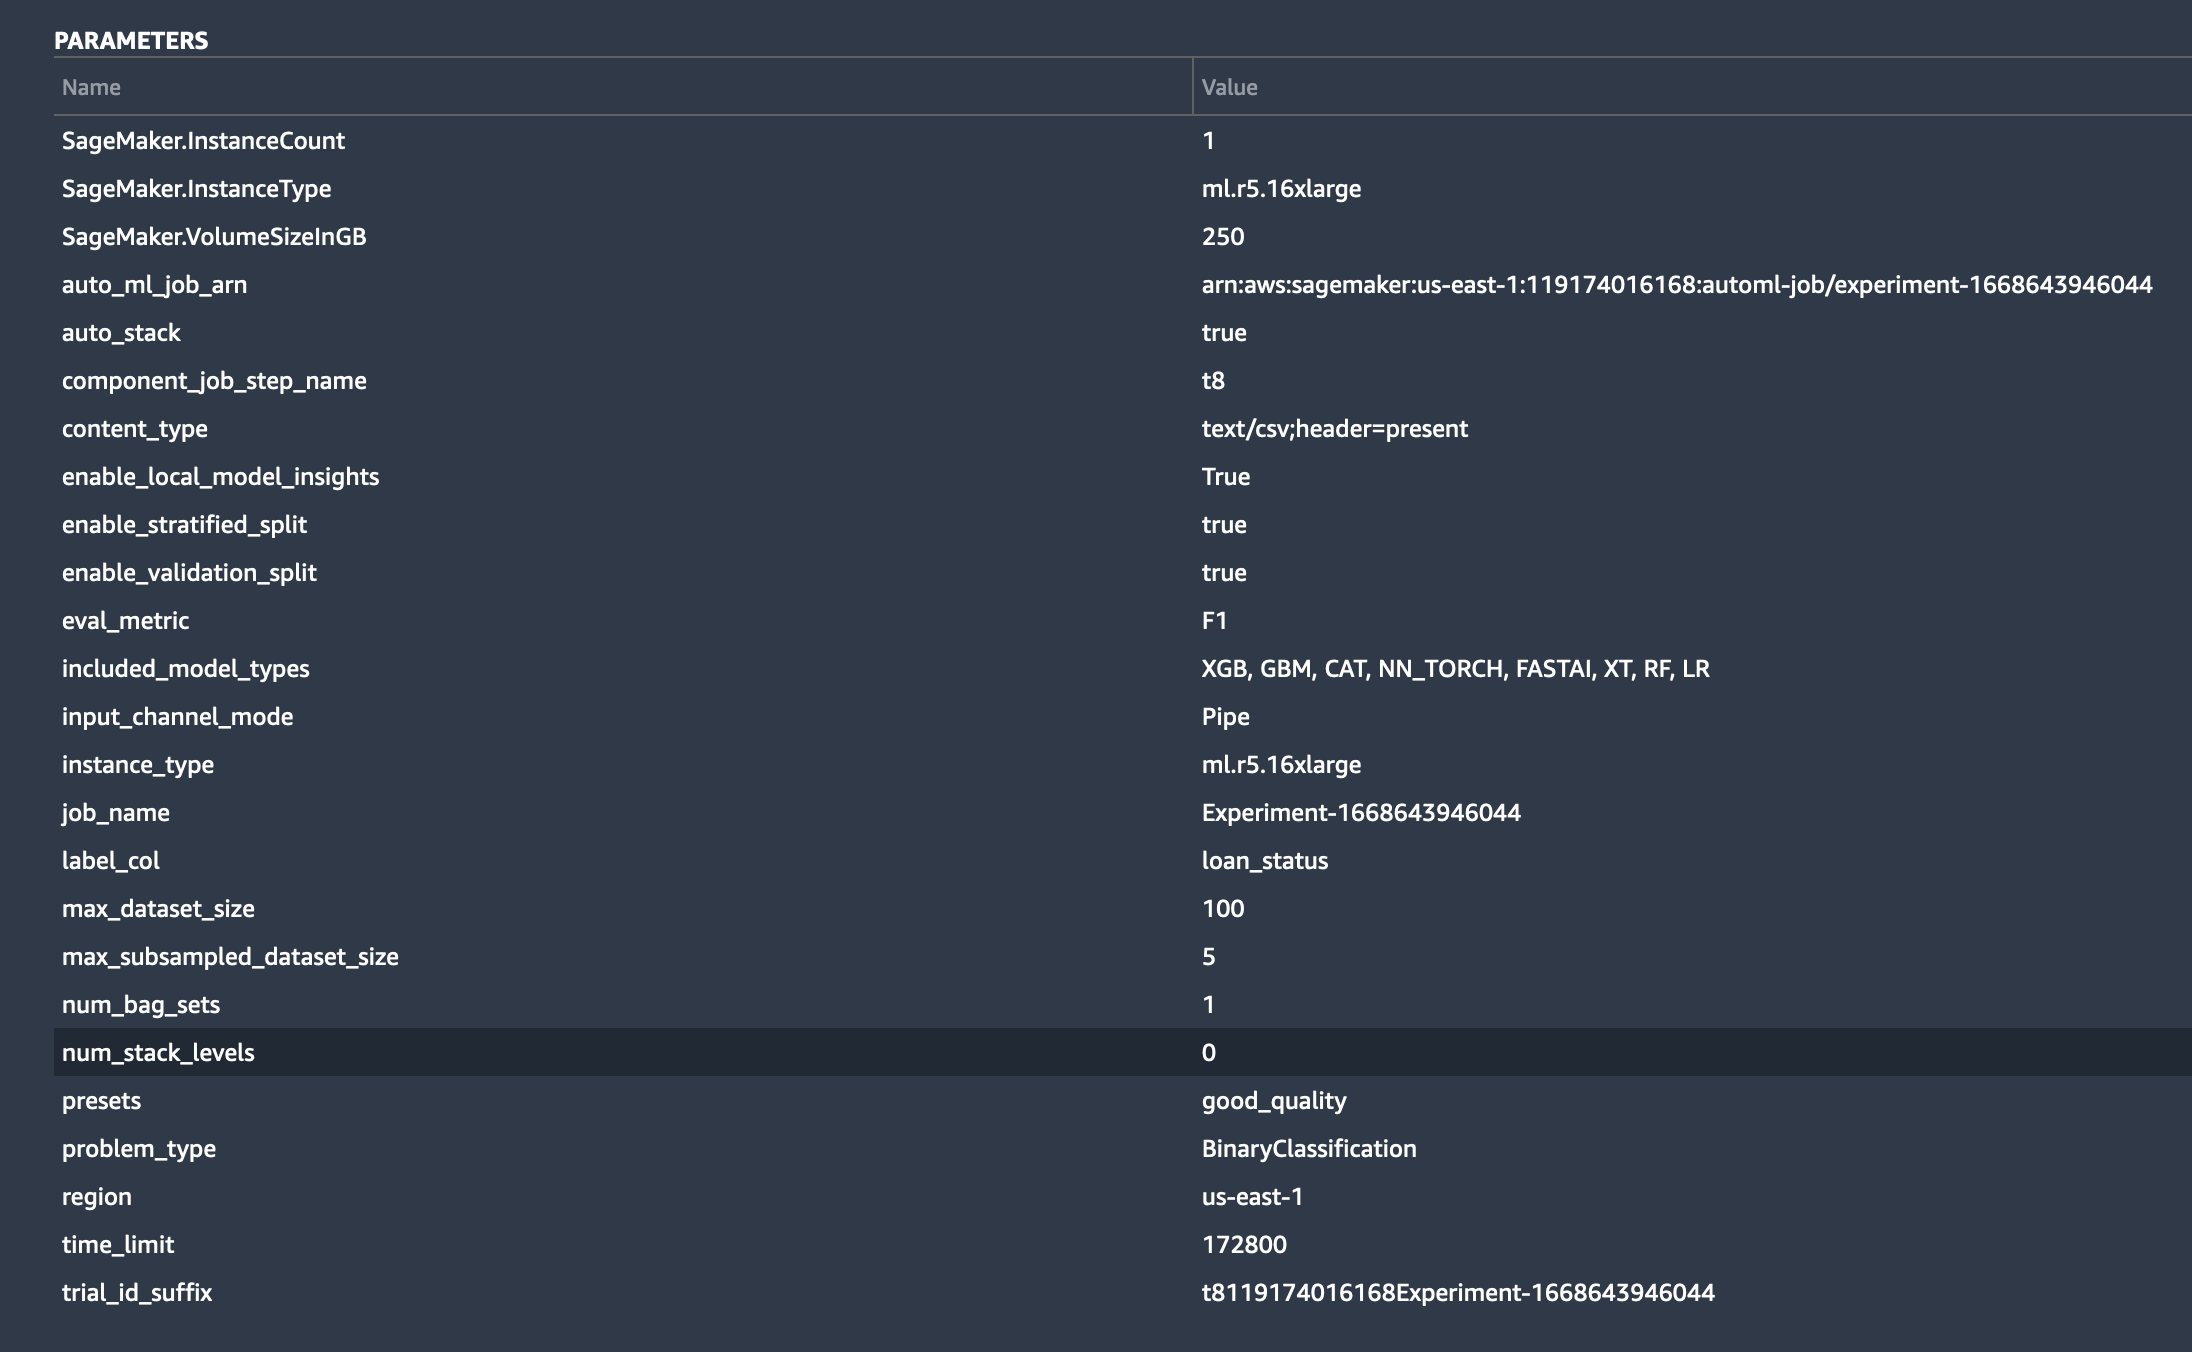 PARAMETERS
Name Value
SageMaker.InstanceCount 1
SageMaker.InstanceType ml.r5.16xlarge
SageMaker.VolumeSizeInGB 250
auto_ml_job_arn arn:aws:sagemaker:us-east-1:119174016168:automl-job/experiment-1668643946044
auto_stack true
component_job_step_name t8
content_type text/csv;header=present
enable_local_model_insights True
enable_stratified_split true
enable_validation_split true
eval_metric F1
included_model_types XGB, GBM, CAT, NN_TORCH, FASTAI, XT, RF, LR
input_channel_mode Pipe
instance_type ml.r5.16xlarge
job_name Experiment-1668643946044
label_col loan_status
max_dataset_size 100
max_subsampled_dataset_size 5
num_bag_sets 1
num_stack_levels 0
presets good_quality
problem_type BinaryClassification
region us-east-1
time_limit 172800
trial_id_suffix t8119174016168Experiment-1668643946044